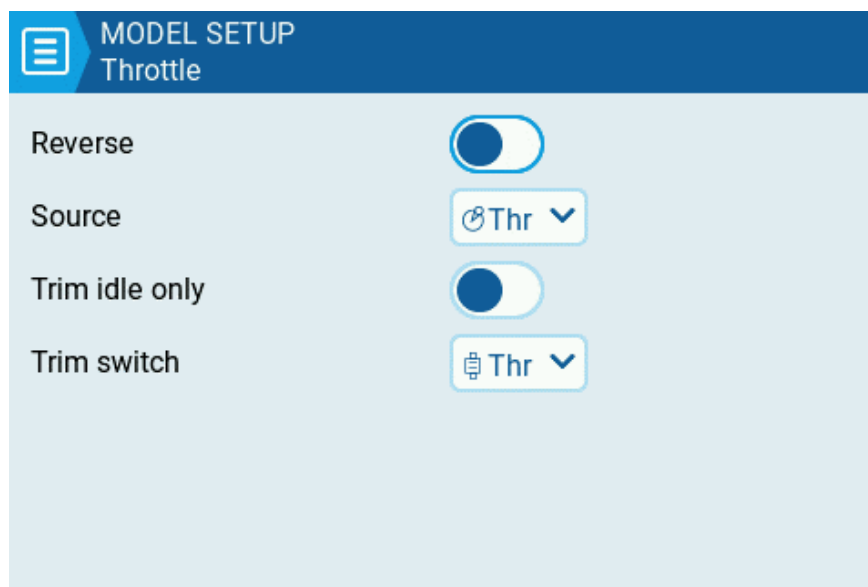 MODEL SETUP
Throttle
Reverse
Source
Thr
Trim idle only
Trim switch
Thr